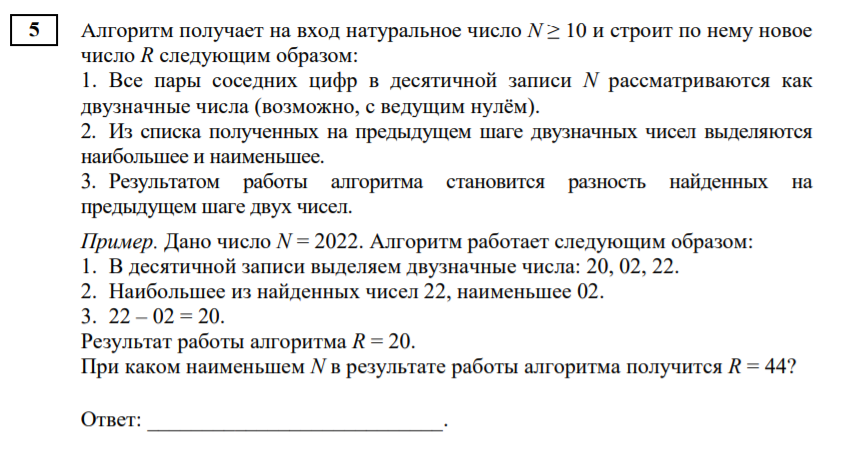 5
Алгоритм получает на вход натуральное число N ≥ 10 и строит по нему новое
число R следующим образом:
1. Все пары соседних цифр в десятичной записи N рассматриваются как
двузначные числа (возможно, с ведущим нулём).
2. Из списка полученных на предыдущем шаге двузначных чисел выделяются
наибольшее и наименьшее.
3. Результатом работы алгоритма становится разность найденных на
предыдущем шаге двух чисел.
Пример. Дано число N = 2022. Алгоритм работает следующим образом:
1. В десятичной записи выделяем двузначные числа: 20, 02, 22.
2. Наибольшее из найденных чисел 22, наименьшее 02.
3. 22 – 02 = 20.
Результат работы алгоритма R = 20.
При каком наименьшем N в результате работы алгоритма получится R = 44?
Ответ: ___________________________.